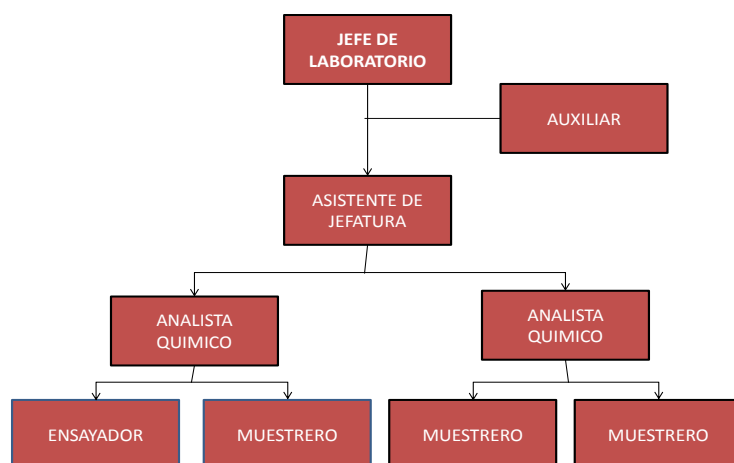 JEFE DE
LABORATORIO
AUXILIAR
ASISTENTE DE
JEFATURA
ANALISTA
QUIMICO
ANALISTA
QUIMICO
ENSAYADOR
MUESTRERO
MUESTRERO
MUESTRERO